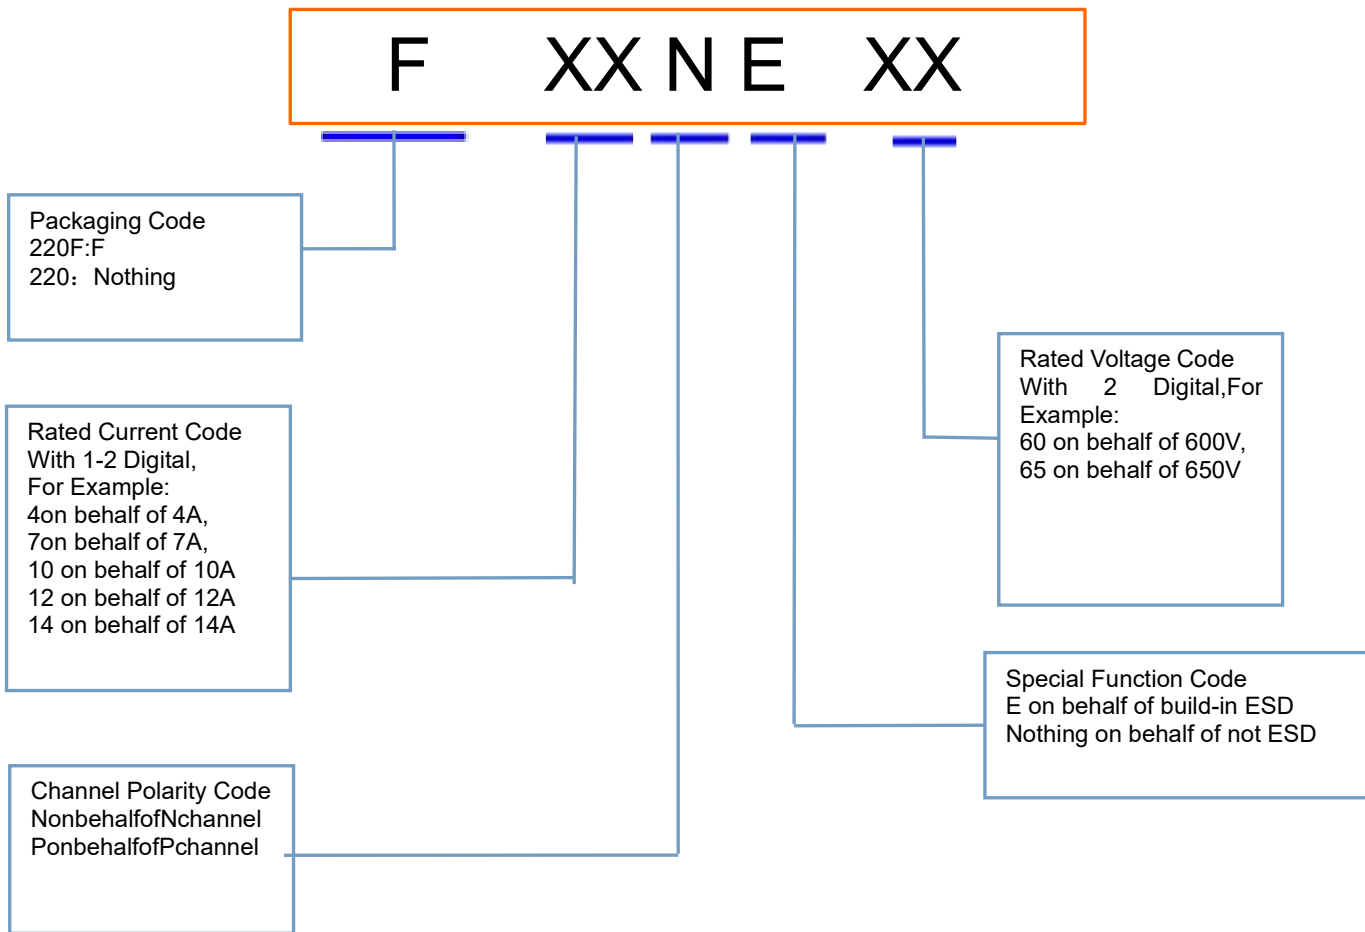 F XX N E XX
Packaging Code
220F:F
220：Nothing
Rated Current Code
With 1-2 Digital,
For Example:
4on behalf of 4A,
7on behalf of 7A,
10 on behalf of 10A
12 on behalf of 12A
14 on behalf of 14A
Channel Polarity Code
NonbehalfofNchannel
PonbehalfofPchannel
Rated Voltage Code
With 2 Digital,For
Example:
60 on behalf of 600V,
65 on behalf of 650V
Special Function Code
E on behalf of build-in ESD
Nothing on behalf of not ESD